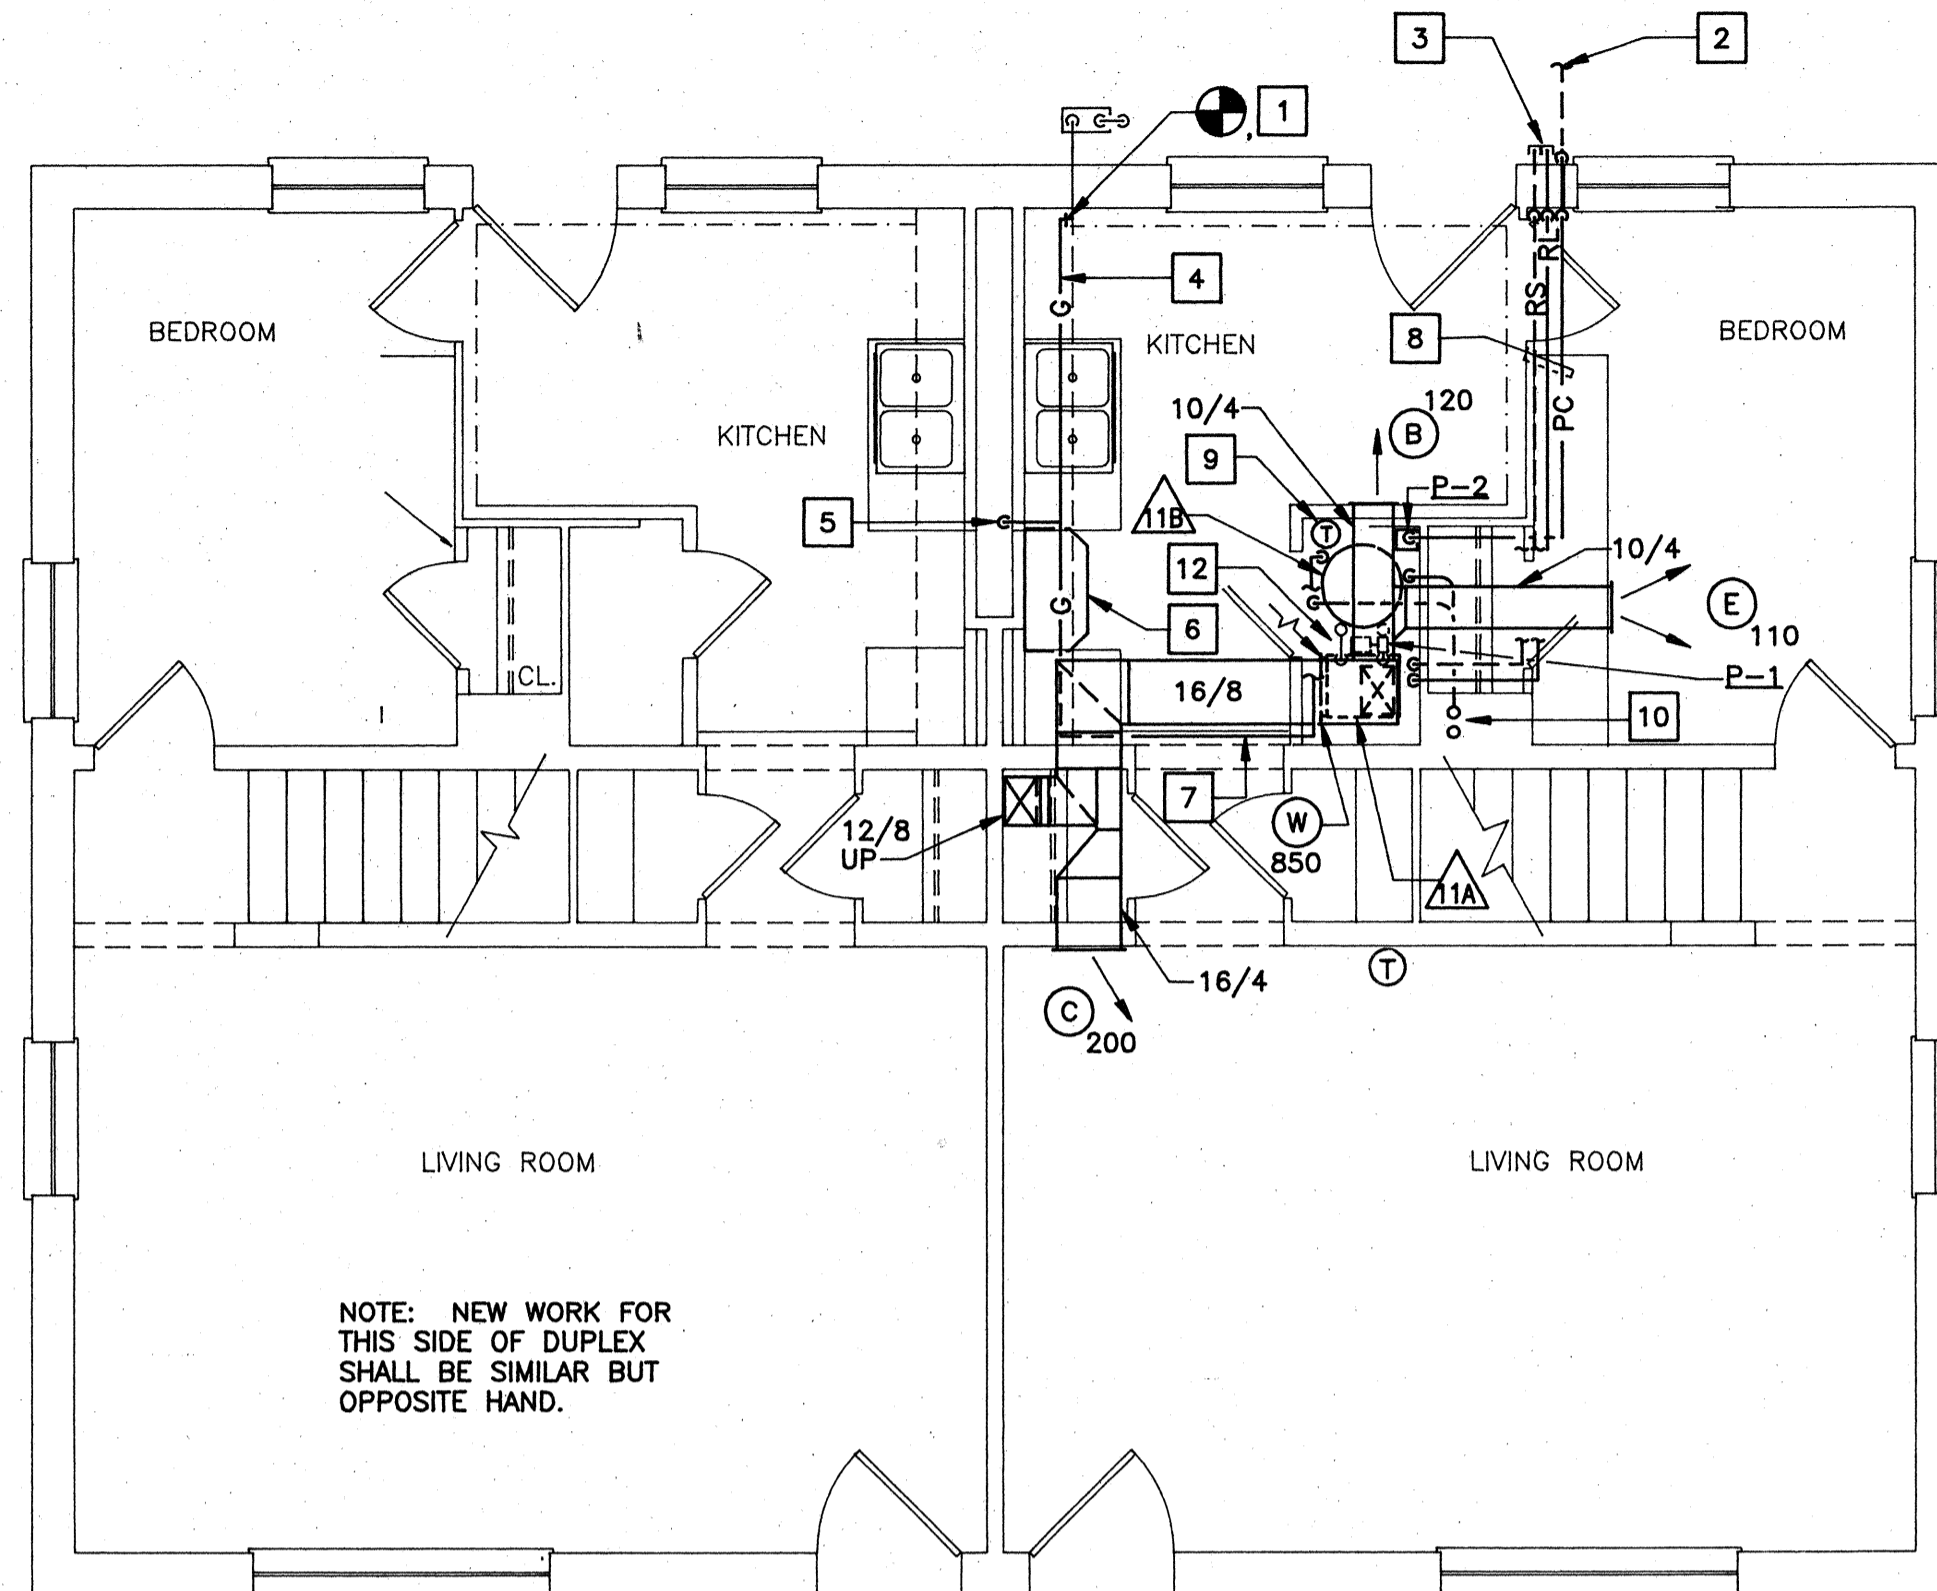 3
2
1
4
RL
RS
G
BEDROOM
KITCHEN
8
BEDROOM
10/4
B
120
PC
KITCHEN
9
P-2
5
11B
T
12
10/4
G
6
E
110
CL.
16/8
X
P-1
10
7
12/8
UP
W
850
11A
16/4
T
C
200
LIVING ROOM
LIVING ROOM
NOTE: NEW WORK FOR
THIS SIDE OF DUPLEX
SHALL BE SIMILAR BUT
OPPOSITE HAND.